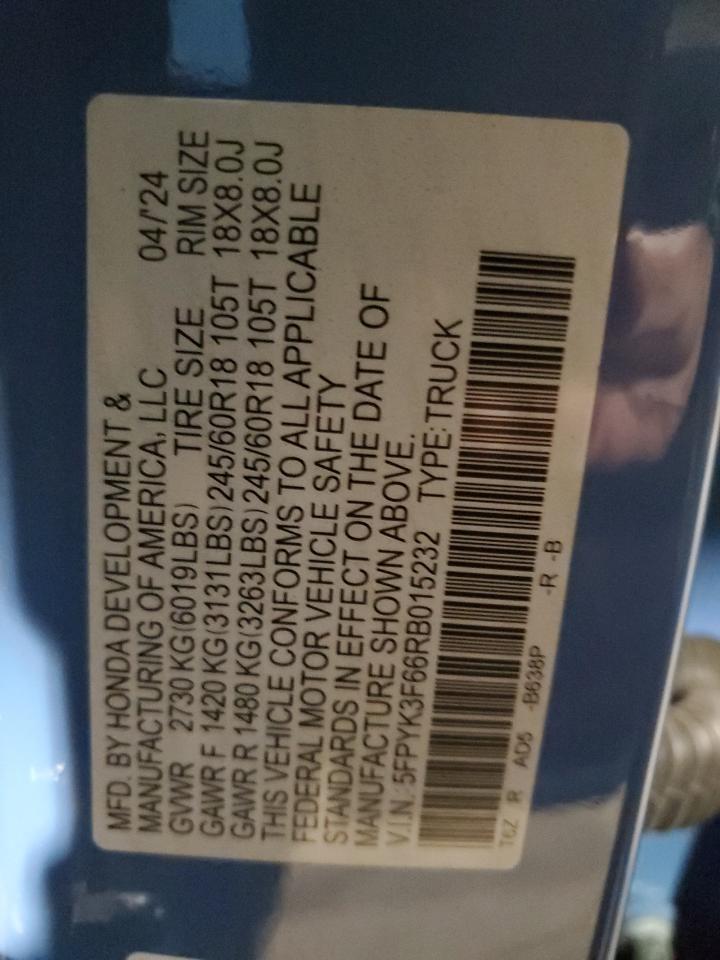 MFD. BY HONDA DEVELOPMENT &
MANUFACTURING OF AMERICA, LLC 04/'24
GVWR 2730 KG(6019LBS) TIRE SIZE RIM SIZE
GAWR F 1420 KG(3131LBS)245/60R18 105T 18X8.0J
GAWR R 1480 KG(3263LBS)245/60R18 105T 18X8.0J
THIS VEHICLE CONFORMS TO ALL APPLICABLE
FEDERAL MOTOR VEHICLE SAFETY
STANDARDS IN EFFECT ON THE DATE OF
MANUFACTURE SHOWN ABOVE.
V.I.N.:5FPYK3F66RB015232 TYPE:TRUCK
T6Z R AD5 -B638P -R -B